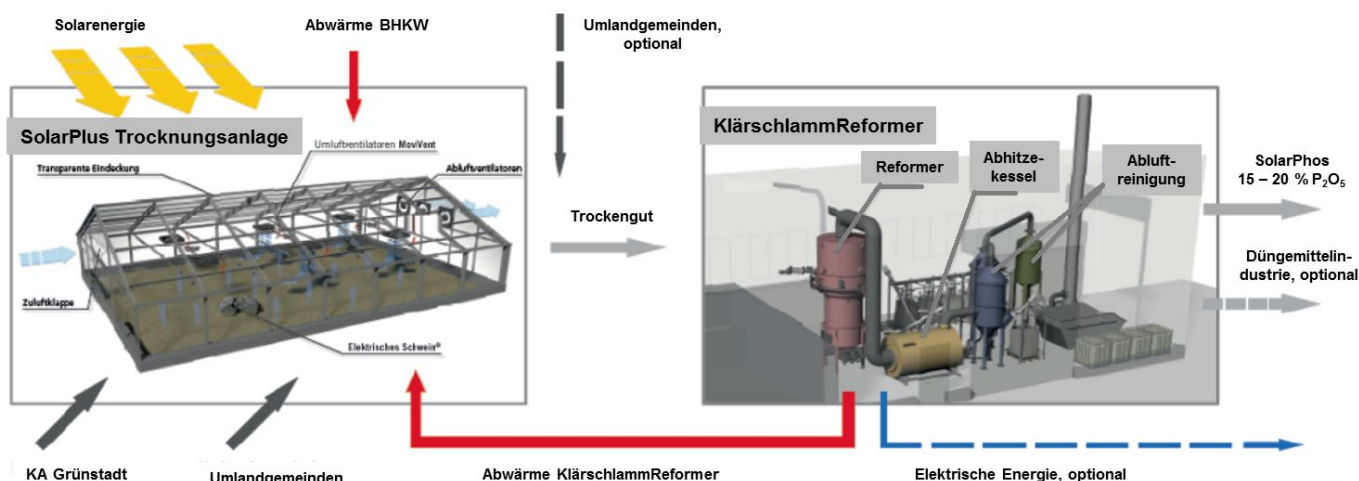 Solarenergie
Abwärme BHKW
Umlandgemeinden,
optional
SolarPlus Trocknungsanlage
Umluftventilatoren MoviVent
Transparente Eindeckung
Abluftventilatoren
Zuluftklappe
Elektrisches Schwein®
Trockengut
KlärschlammReformer
Reformer
Abhitze-
kessel
Abluft-
reinigung
SolarPhos
15 – 20 % P₂O₅
Düngemittelin-
dustrie, optional
KA Grünstadt
Umlandgemeinden
Abwärme KlärschlammReformer
Elektrische Energie, optional